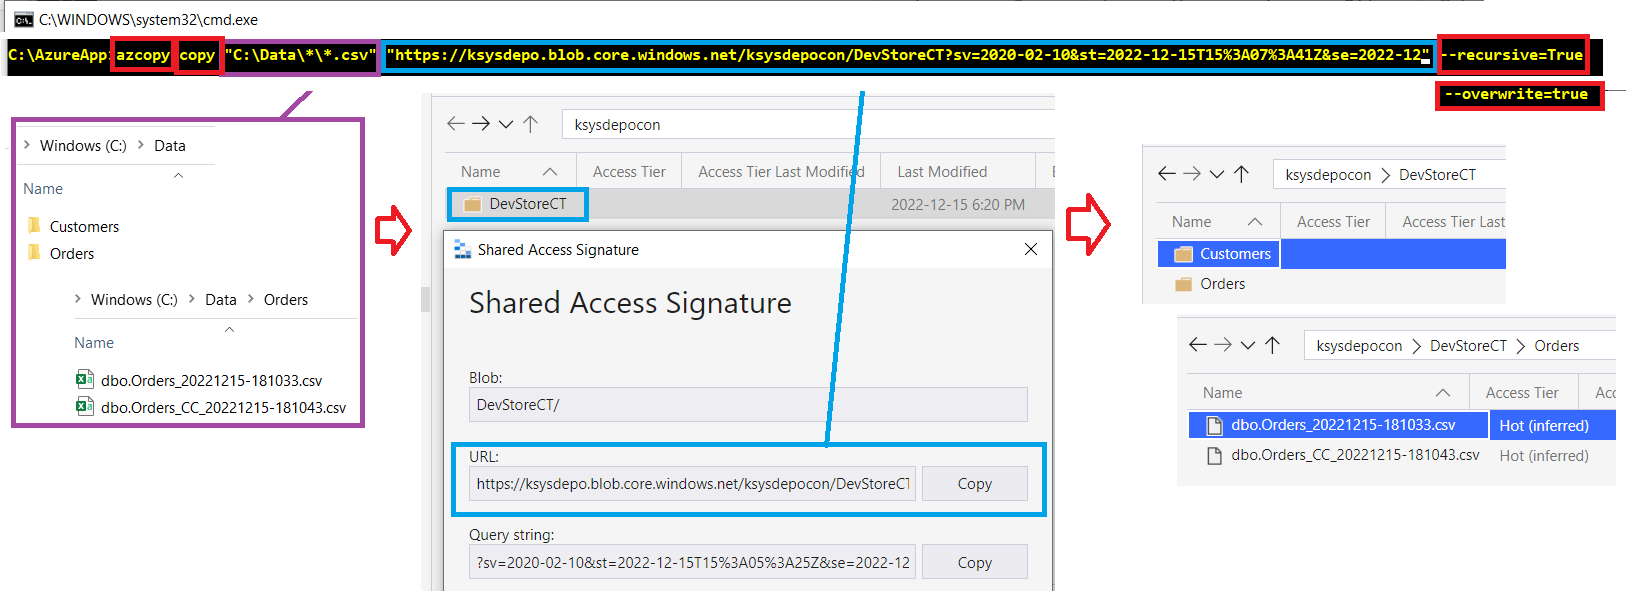 C:\WINDOWS\system32\cmd.exe
C:\AzureApp azcopy copy "C:\Data\*\*.csv" "https://ksysdepo.blob.core.windows.net/ksysdepocon/DevStoreCT?sv=2020-02-10&st=2022-12-15T15%3A07%3A41Z&se=2022-12" --recursive=True
--overwrite=true
Windows (C:) > Data
Name
Customers
Orders
Windows (C:) > Data > Orders
Name
dbo.Orders_20221215-181033.csv
dbo.Orders_CC_20221215-181043.csv
ksysdepocon
Name Access Tier Access Tier Last Modified Last Modified
DevStoreCT 2022-12-15 6:20 PM
Shared Access Signature
Shared Access Signature
Blob:
DevStoreCT/
URL:
https://ksysdepo.blob.core.windows.net/ksysdepocon/DevStoreCT Copy
Query string:
?sv=2020-02-10&st=2022-12-15T15%3A05%3A25Z&se=2022-12 Copy
ksysdepocon > DevStoreCT
Name Access Tier Access Tier Last
Customers
Orders
ksysdepocon > DevStoreCT > Orders
Name Access Tier Acc
dbo.Orders_20221215-181033.csv Hot (inferred)
dbo.Orders_CC_20221215-181043.csv Hot (inferred)